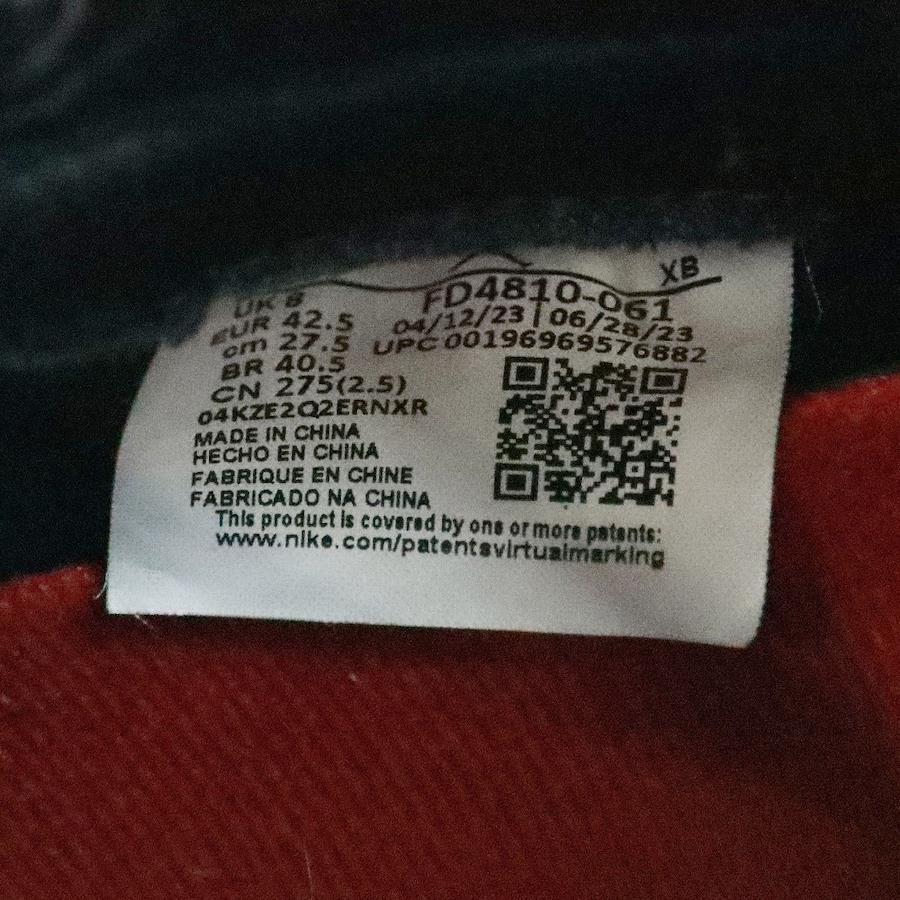 XB
UK 8
EUR 42.5
cm 27.5
BR 40.5
CN 275(2.5)
04KZE2Q2ERNXR
FD4810-061
04/12/23 | 06/28/23
UPC 00196969576882
MADE IN CHINA
HECHO EN CHINA
FABRIQUE EN CHINE
FABRICADO NA CHINA
This product is covered by one or more patents:
www.nike.com/patentsvirtualmarking